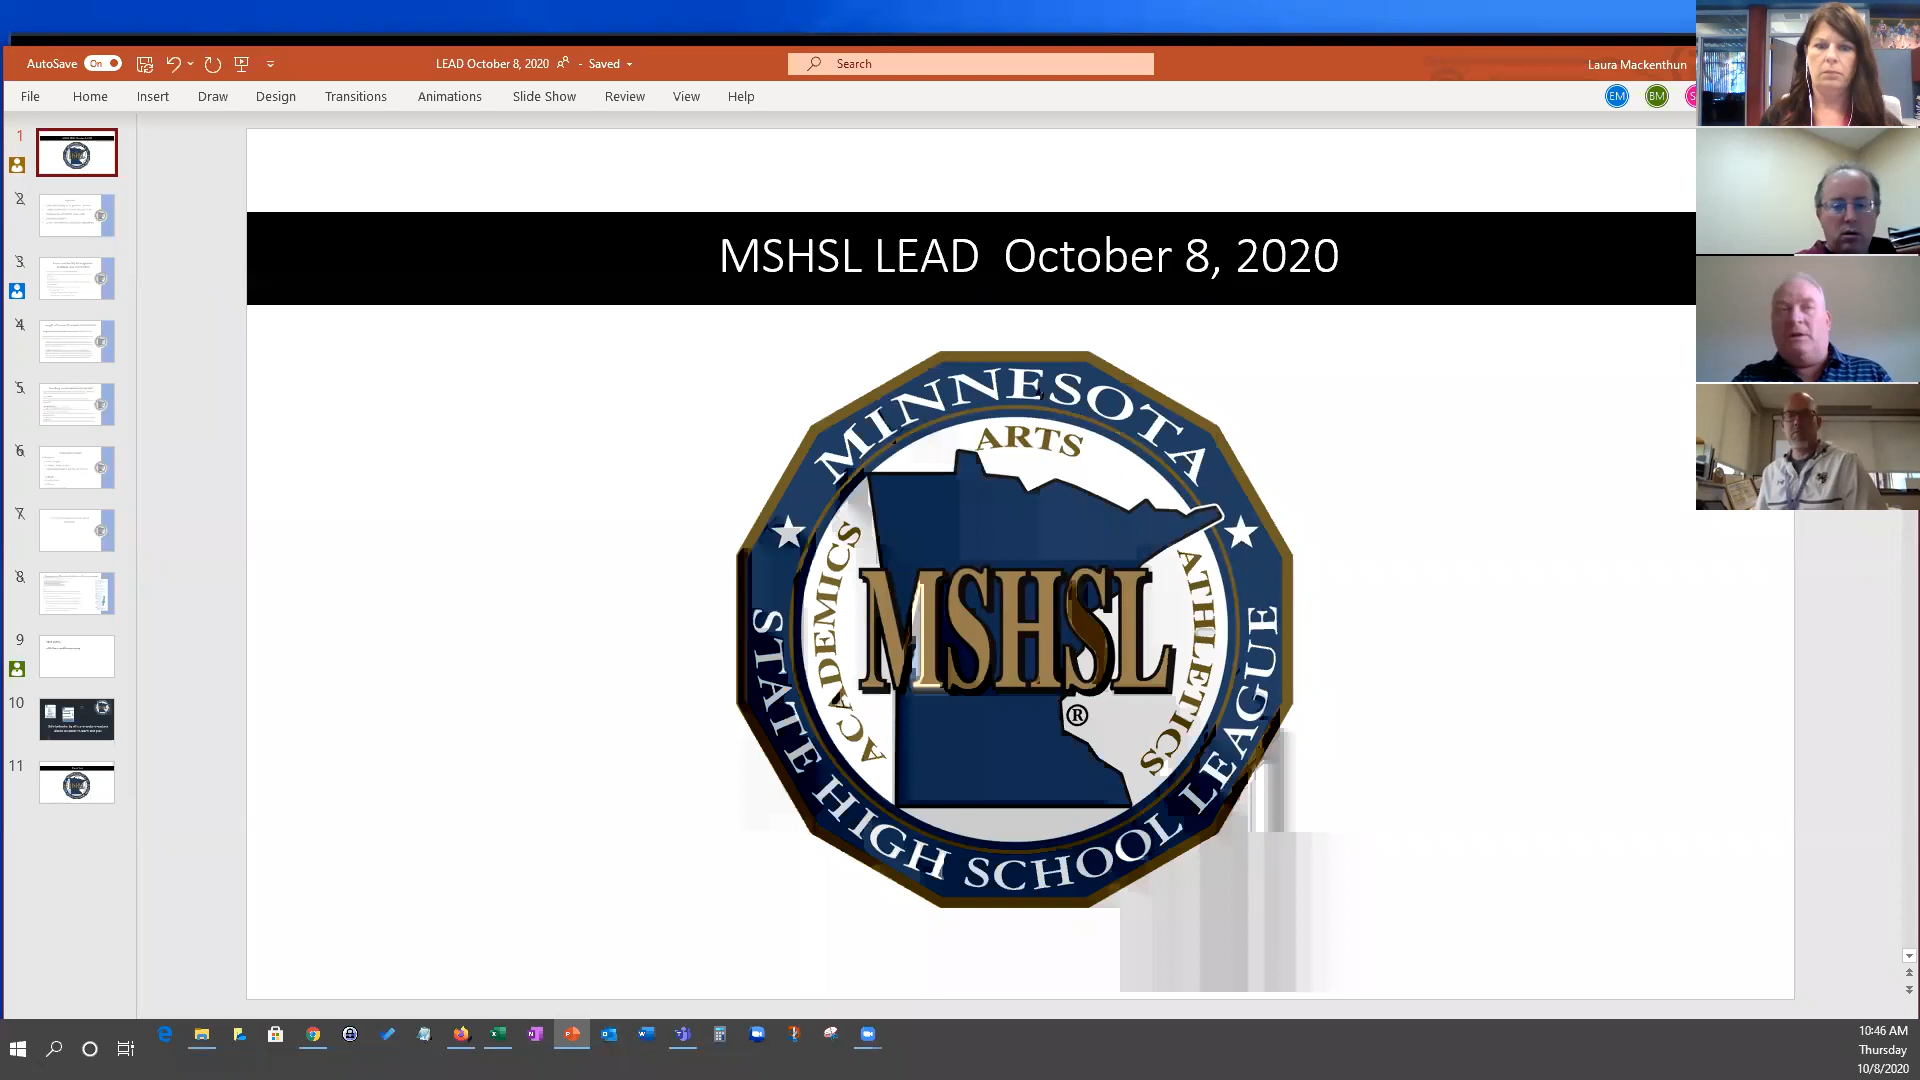 AutoSave On
LEAD October 8, 2020 - Saved
Search
Laura Mackenthun
File Home Insert Draw Design Transitions Animations Slide Show Review View Help
EM BM
1
2
3
4
5
6
7
8
9
10
11
MSHSL LEAD October 8, 2020
MINNESOTA
ARTS
ACADEMICS
MSHSL
ATHLETICS
®
STATE HIGH SCHOOL LEAGUE
10:46 AM
Thursday
10/8/2020